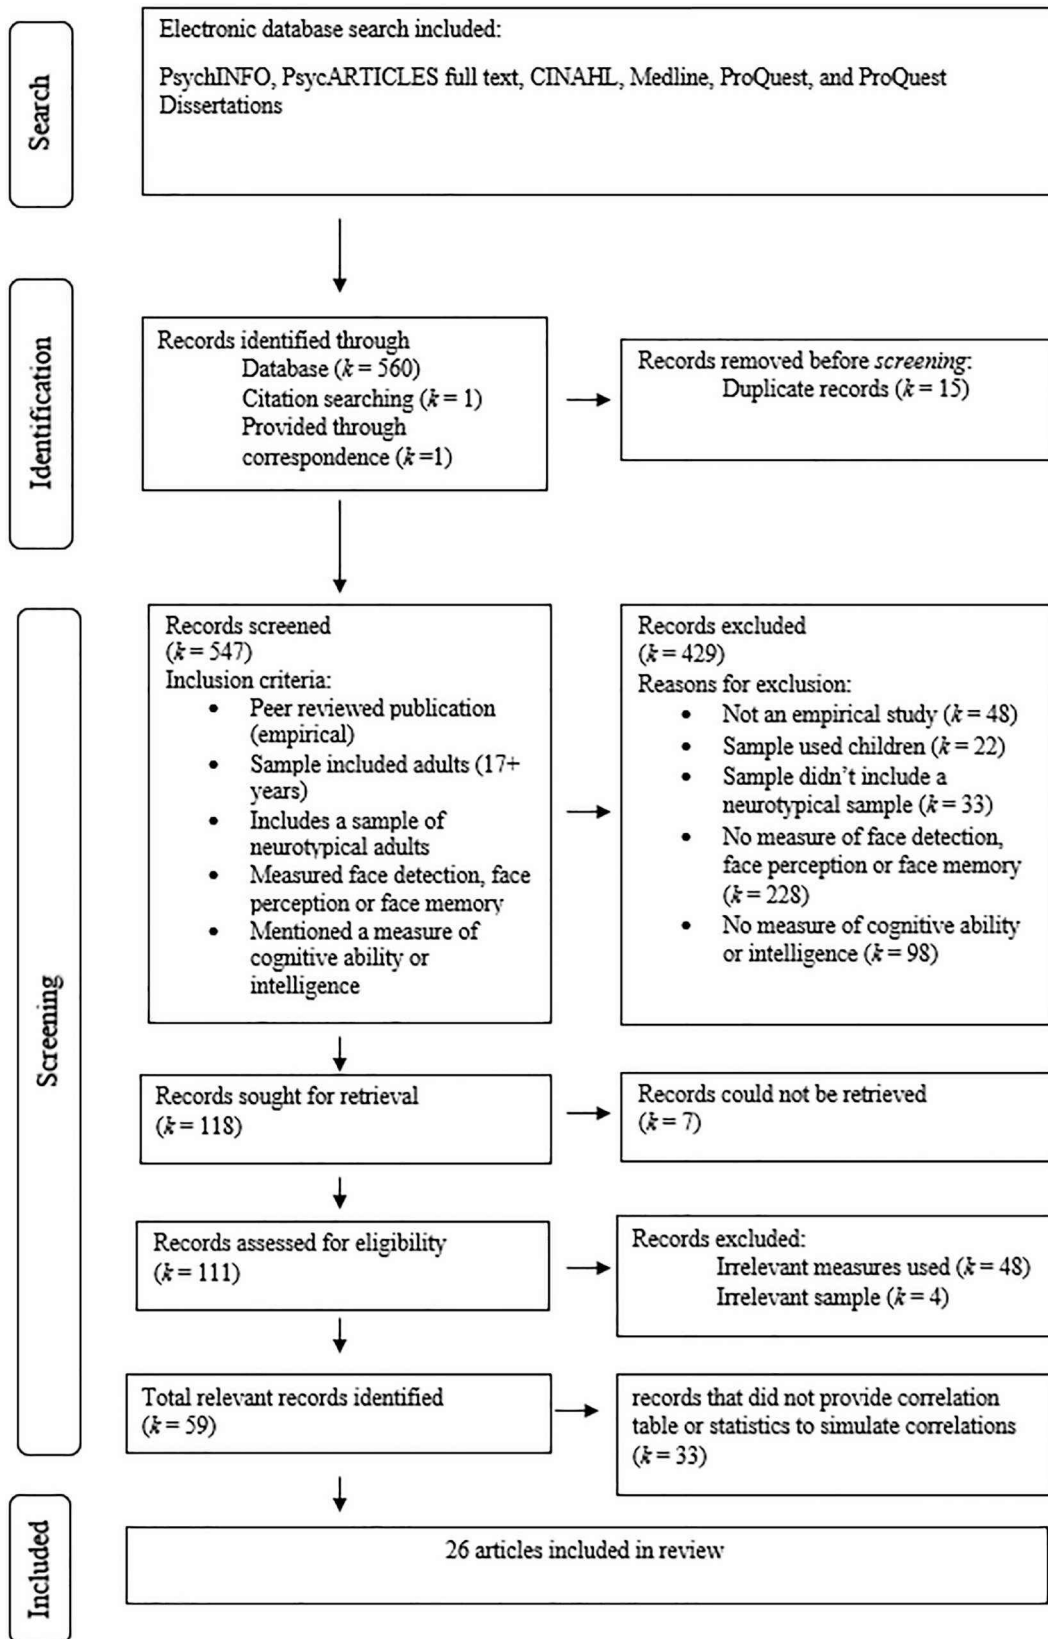 Search
Electronic database search included:
PsychINFO, PsycARTICLES full text, CINAHL, Medline, ProQuest, and ProQuest
Dissertations
Identification
Records identified through
Database (k = 560)
Citation searching (k = 1)
Provided through
correspondence (k =1)
Records removed before screening:
Duplicate records (k = 15)
Screening
Records screened
(k = 547)
Inclusion criteria:
• Peer reviewed publication
(empirical)
• Sample included adults (17+
years)
• Includes a sample of
neurotypical adults
• Measured face detection, face
perception or face memory
• Mentioned a measure of
cognitive ability or
intelligence
Records excluded
(k = 429)
Reasons for exclusion:
• Not an empirical study (k = 48)
• Sample used children (k = 22)
• Sample didn't include a
neurotypical sample (k = 33)
• No measure of face detection,
face perception or face memory
(k = 228)
• No measure of cognitive ability
or intelligence (k = 98)
Records sought for retrieval
(k = 118)
Records could not be retrieved
(k = 7)
Records assessed for eligibility
(k = 111)
Records excluded:
Irrelevant measures used (k = 48)
Irrelevant sample (k = 4)
Total relevant records identified
(k = 59)
records that did not provide correlation
table or statistics to simulate correlations
(k = 33)
Included
26 articles included in review